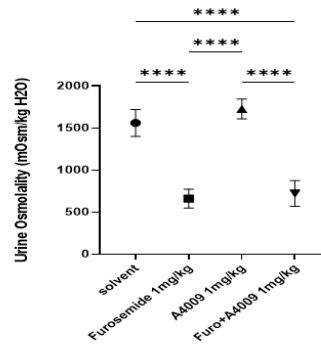 ****
****
**** ****
Urine Osmolality (mOsm/kg H2O)
2000
1500
1000
500
0
solvent
Furosemide 1mg/kg
A4009 1mg/kg
Furo+A4009 1mg/kg